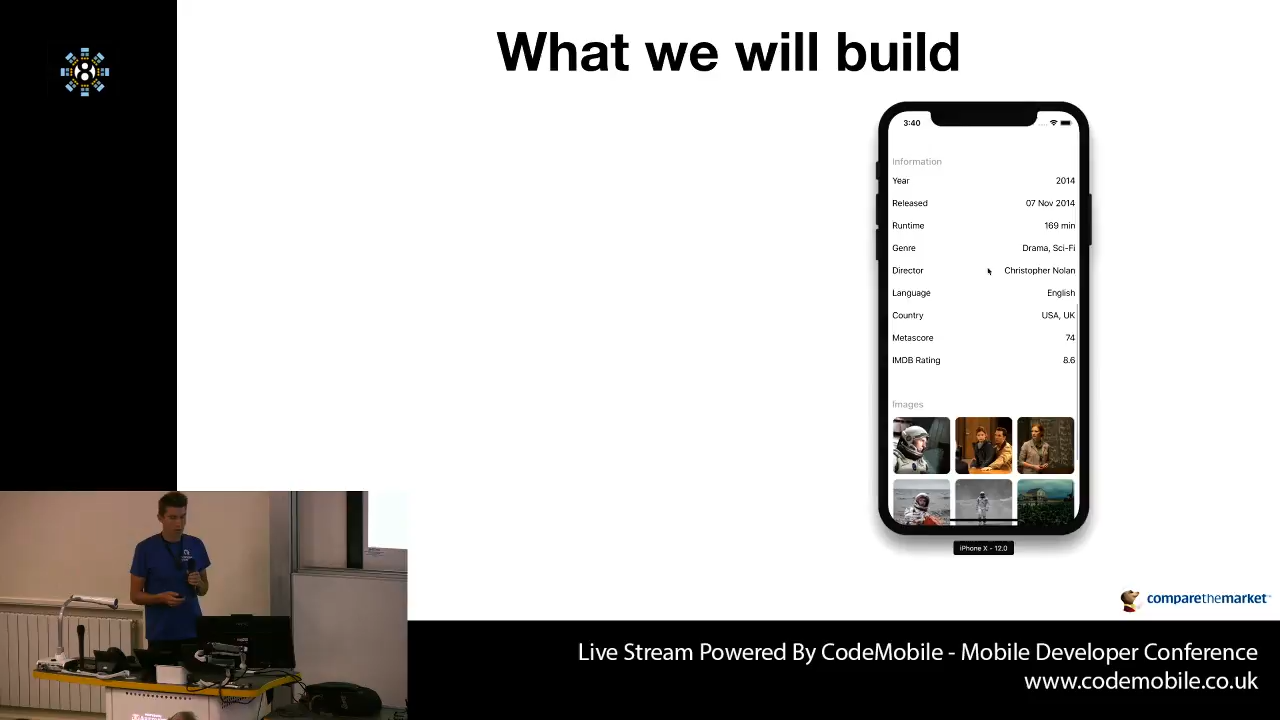 What we will build
3:40
Information
Year 2014
Released 07 Nov 2014
Runtime 169 min
Genre Drama, Sci-Fi
Director Christopher Nolan
Language English
Country USA, UK
Metascore 74
IMDB Rating 8.6
Images
iPhone X - 12.0
comparethemarket
Live Stream Powered By CodeMobile - Mobile Developer Conference
www.codemobile.co.uk